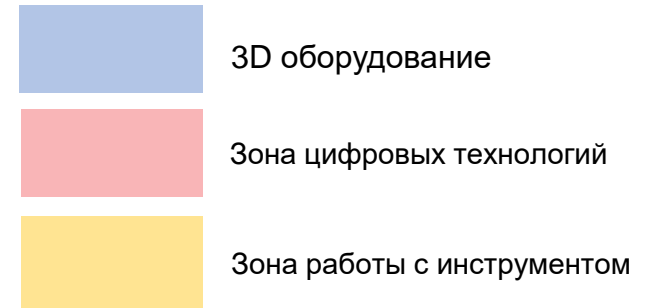 3D оборудование
Зона цифровых технологий
Зона работы с инструментом